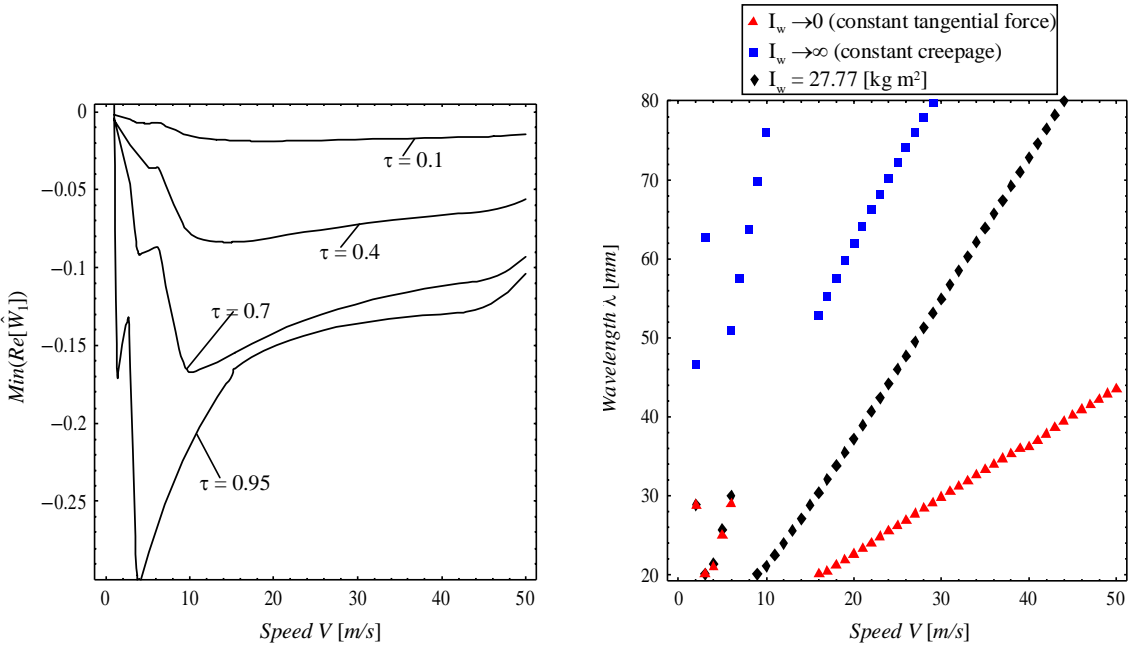 0
−0.05
−0.1
−0.15
−0.2
−0.25
Min(Re[Ŵ₁])
τ = 0.1
τ = 0.4
τ = 0.7
τ = 0.95
0 10 20 30 40 50
Speed V [m/s]
I_w →0 (constant tangential force)
I_w →∞ (constant creepage)
I_w = 27.77 [kg m²]
80
70
60
50
40
30
20
Wavelength λ [mm]
0 10 20 30 40 50
Speed V [m/s]